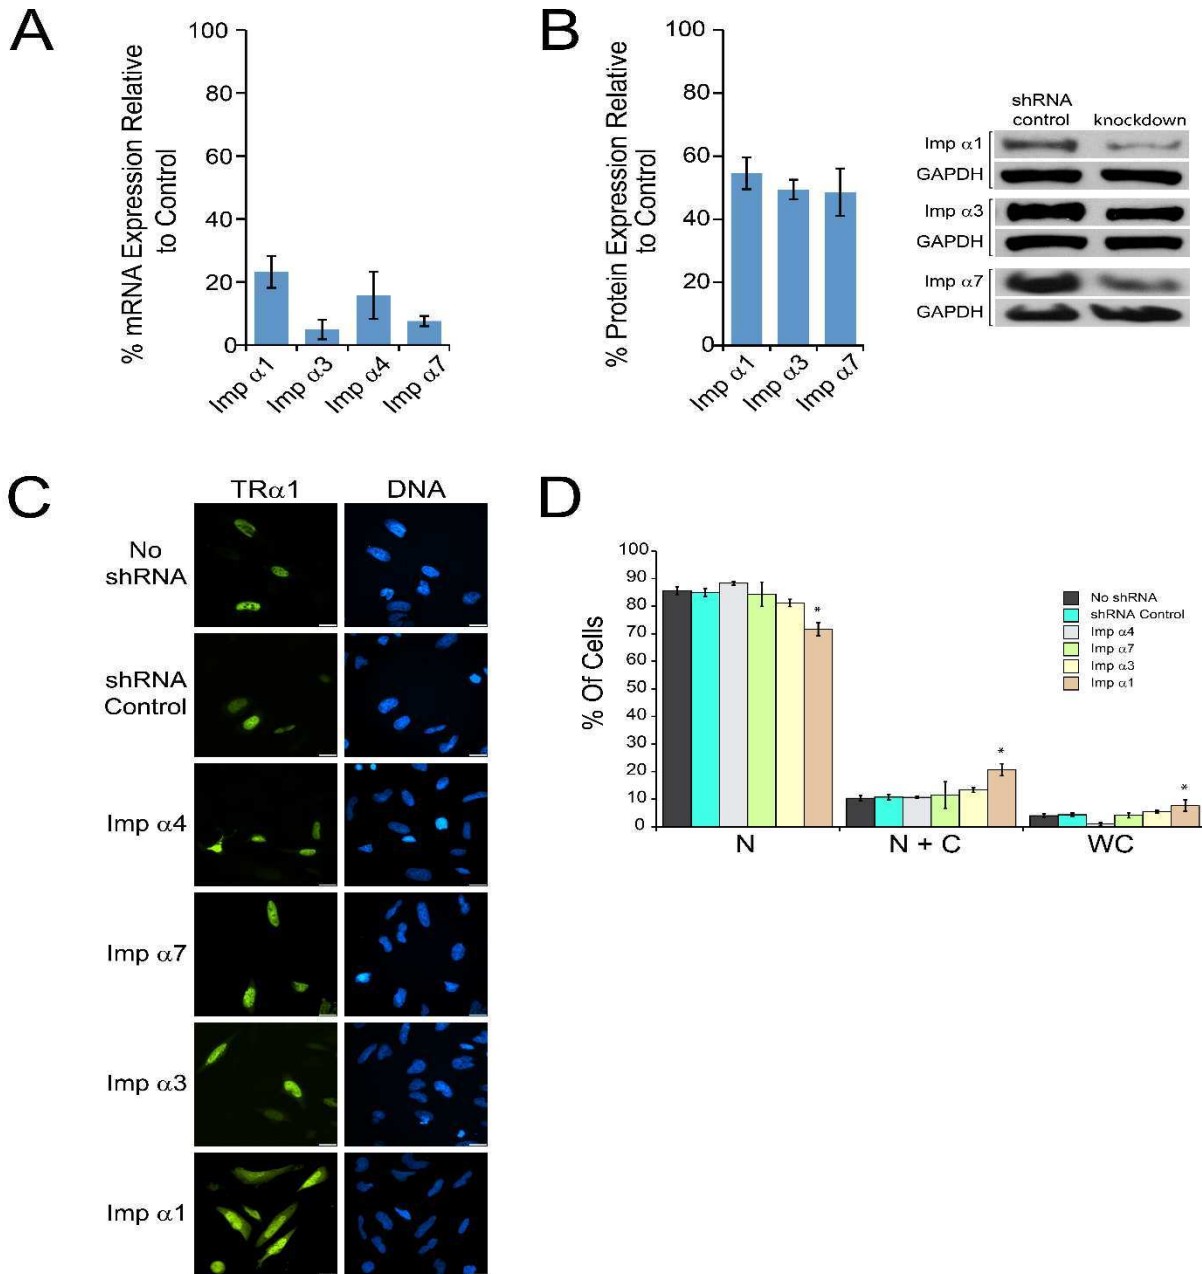 A
% mRNA Expression Relative
to Control
100
80
60
40
20
0
Imp α1
Imp α3
Imp α4
Imp α7
B
% Protein Expression Relative
to Control
100
80
60
40
20
0
Imp α1
Imp α3
Imp α7
shRNA
control
knockdown
Imp α1
GAPDH
Imp α3
GAPDH
Imp α7
GAPDH
C
TRα1
DNA
No
shRNA
shRNA
Control
Imp α4
Imp α7
Imp α3
Imp α1
D
% Of Cells
100
90
80
70
60
50
40
30
20
10
0
*
*
*
N
N + C
WC
No shRNA
shRNA Control
Imp α4
Imp α7
Imp α3
Imp α1